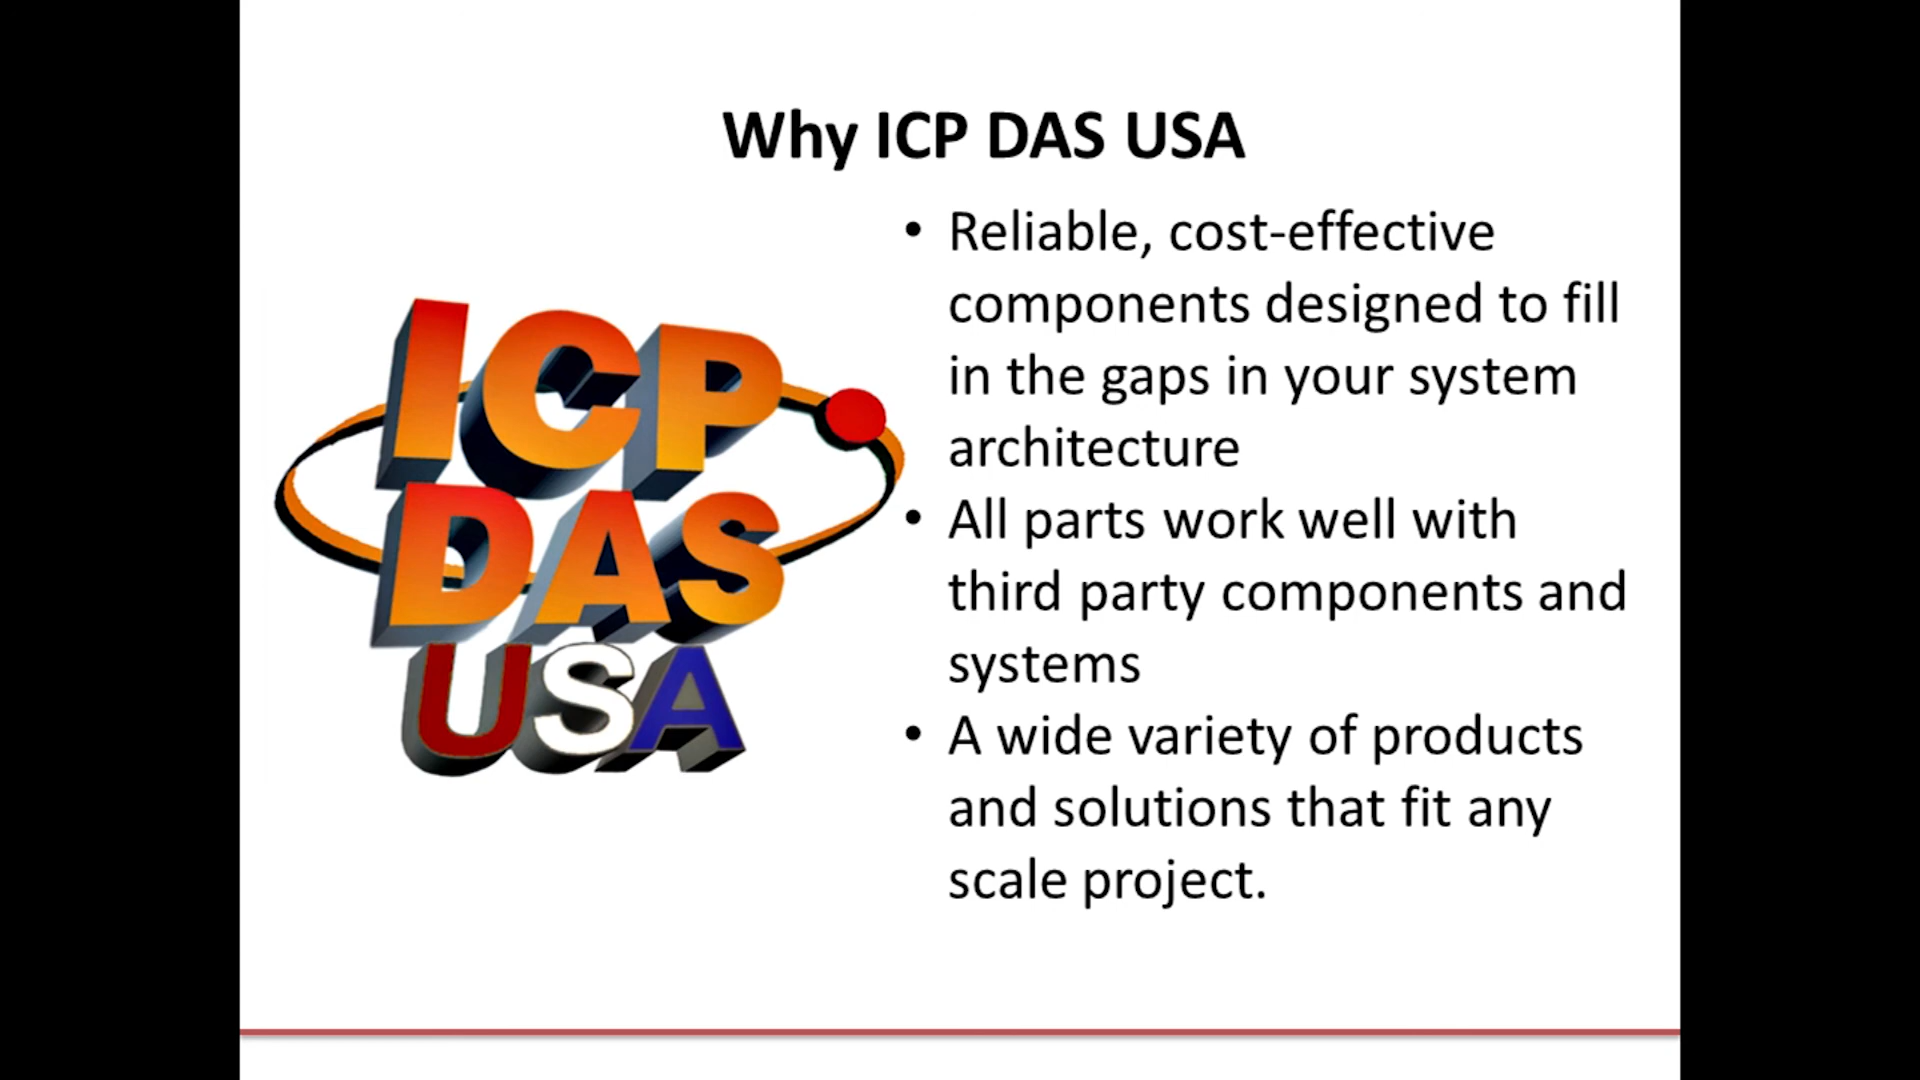 Why ICP DAS USA
ICP
DAS
USA
• Reliable, cost-effective
components designed to fill
in the gaps in your system
architecture
• All parts work well with
third party components and
systems
• A wide variety of products
and solutions that fit any
scale project.